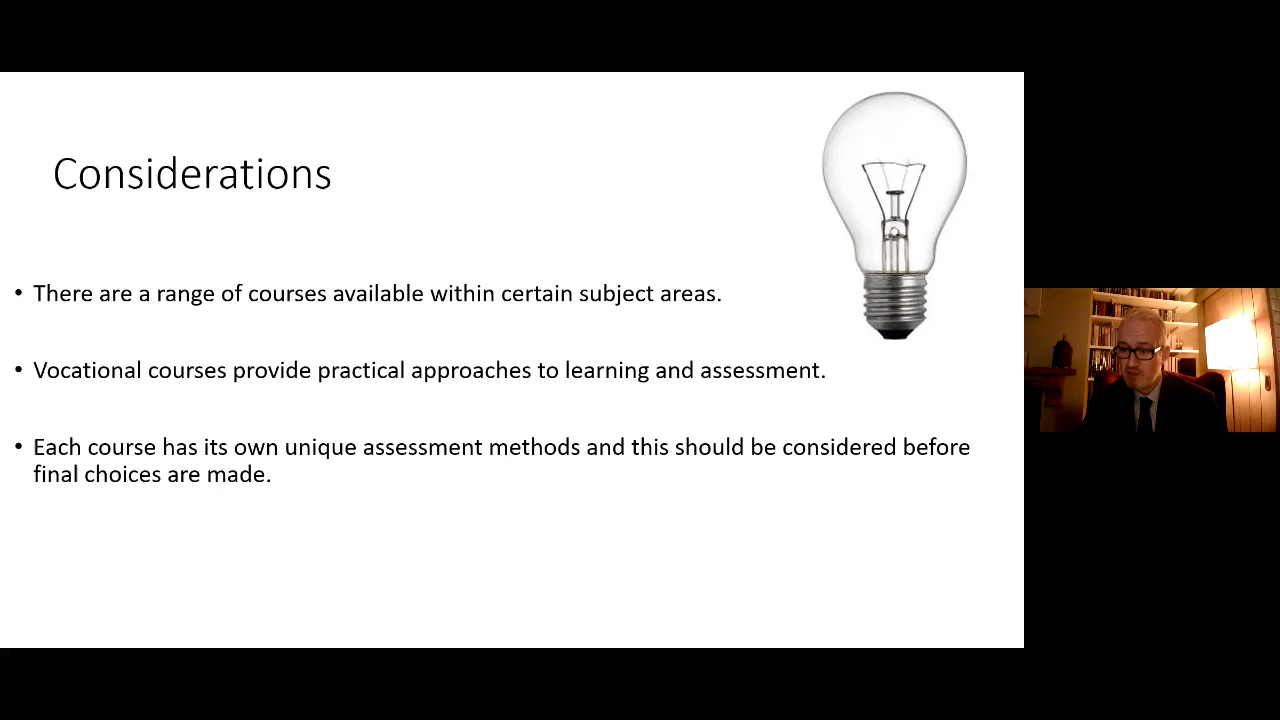 Considerations
• There are a range of courses available within certain subject areas.
• Vocational courses provide practical approaches to learning and assessment.
• Each course has its own unique assessment methods and this should be considered before
final choices are made.